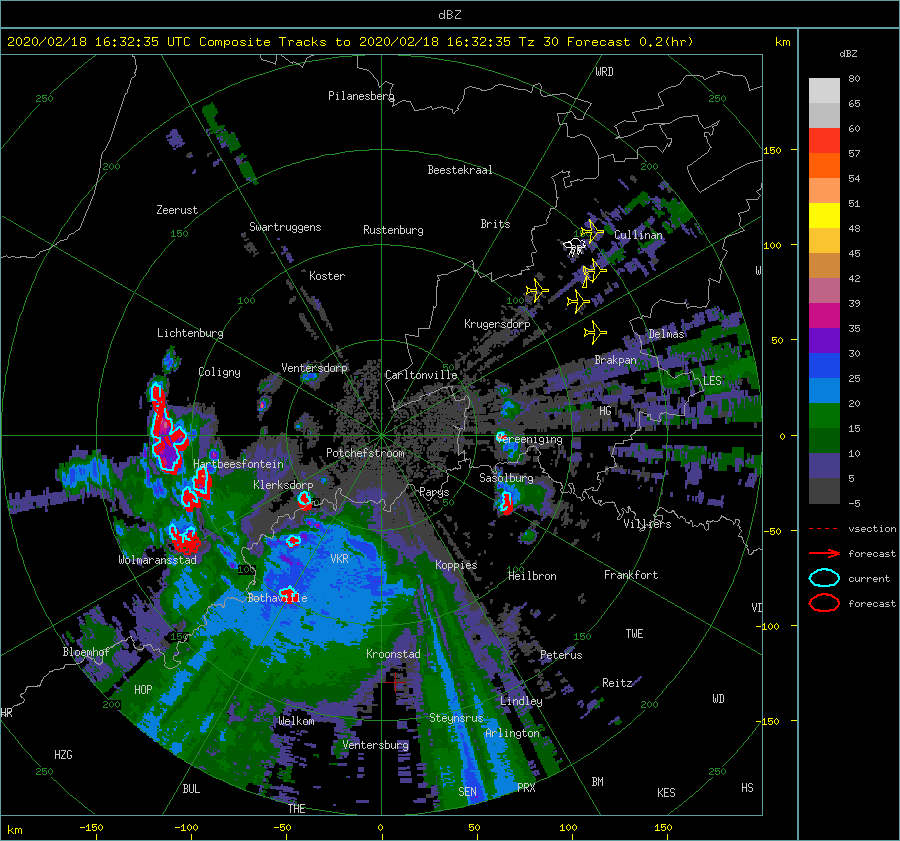 dBZ
2020/02/18 16:32:35 UTC Composite Tracks to 2020/02/18 16:32:35 Tz 30 Forecast 0.2(hr)
km
dBZ
WRD
250
Pilanesberg
250
80
65
60
57
54
51
48
45
42
39
35
30
25
20
15
10
5
-5
150
200
Beestekraal
200
Zeerust
Swartruggens
Rustenburg
Brits
150
Cullinan
100
W
Koster
100
100
Krugersdorp
Lichtenburg
Delmas
50
Ventersdorp
Coligny
Carltonville
Brakpan
LES
HG
0
Vereeniging
Potchefstroom
Hartbeesfontein
Klerksdorp
Sasolburg
Parys
50
Villiers
-50
vsection
forecast
current
forecast
Wolmaransstad
VKR
Koppies
100
100
Heilbron
Frankfort
Bothaville
VD
-100
150
150
TWE
Bloemhof
Kroonstad
Peterus
HOP
Reitz
200
WD
Lindley
200
HR
Welkom
Steynsrus
-150
Arlington
Ventersburg
HZG
250
250
BUL
SEN
PRX
BM
KES
HS
THE
km
-150
-100
-50
0
50
100
150